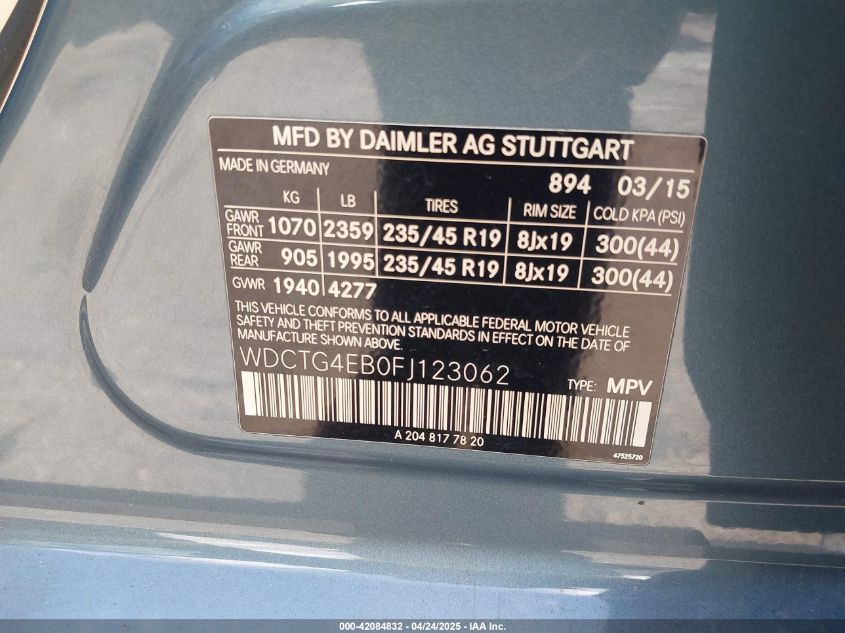 MFD BY DAIMLER AG STUTTGART
MADE IN GERMANY
894 03/15
KG LB TIRES RIM SIZE COLD KPA (PSI)
GAWR FRONT 1070 2359 235/45 R19 8Jx19 300(44)
GAWR REAR 905 1995 235/45 R19 8Jx19 300(44)
GVWR 1940 4277
THIS VEHICLE CONFORMS TO ALL APPLICABLE FEDERAL MOTOR VEHICLE
SAFETY AND THEFT PREVENTION STANDARDS IN EFFECT ON THE DATE OF
MANUFACTURE SHOWN ABOVE.
WDCTG4EB0FJ123062
TYPE: MPV
A 204 817 78 20
47525720
000-42084832 - 04/24/2025 - IAA Inc.